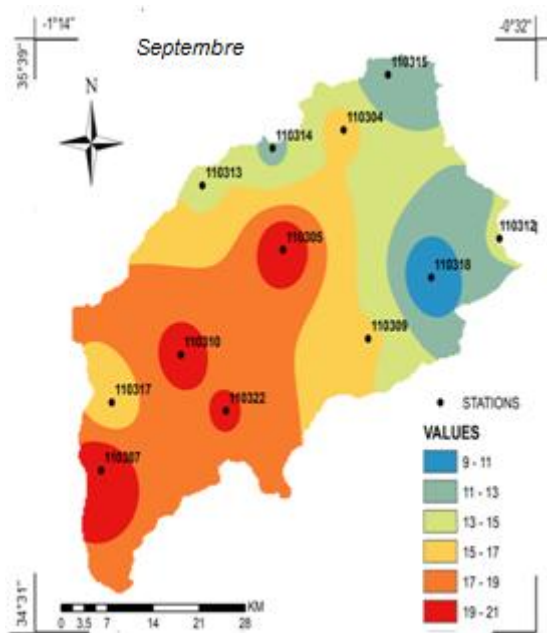 -1°14"
-0°32"
35°39"
Septembre
N
110315
110304
110314
110313
110312
110305
110318
110309
110310
110317
110322
110307
STATIONS
VALUES
9 - 11
11 - 13
13 - 15
15 - 17
17 - 19
19 - 21
34°31"
KM
0 3.5 7 14 21 28